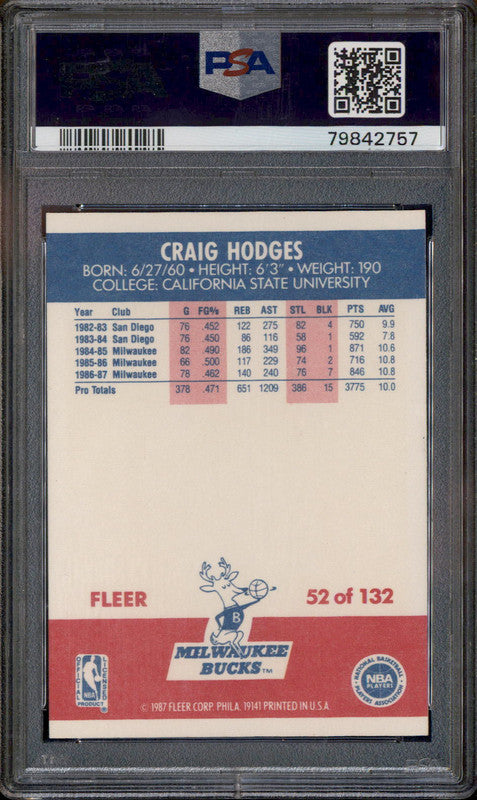 PSA
79842757
CRAIG HODGES
BORN: 6/27/60 • HEIGHT: 6'3" • WEIGHT: 190
COLLEGE: CALIFORNIA STATE UNIVERSITY
Year Club G FG% REB AST STL BLK PTS AVG
1982-83 San Diego 76 .452 122 275 82 4 750 9.9
1983-84 San Diego 76 .450 86 116 58 1 592 7.8
1984-85 Milwaukee 82 .490 186 349 96 1 871 10.6
1985-86 Milwaukee 66 .500 117 229 74 2 716 10.8
1986-87 Milwaukee 78 .462 140 240 76 7 846 10.8
Pro Totals 378 .471 651 1209 386 15 3775 10.0
FLEER
52 of 132
B
MILWAUKEE
BUCKS™
OFFICIAL LICENSED
NBA
PRODUCT
NATIONAL BASKETBALL
NBA
PLAYERS
PLAYERS ASSOCIATION
© 1987 FLEER CORP. PHILA. 19141 PRINTED IN U.S.A.